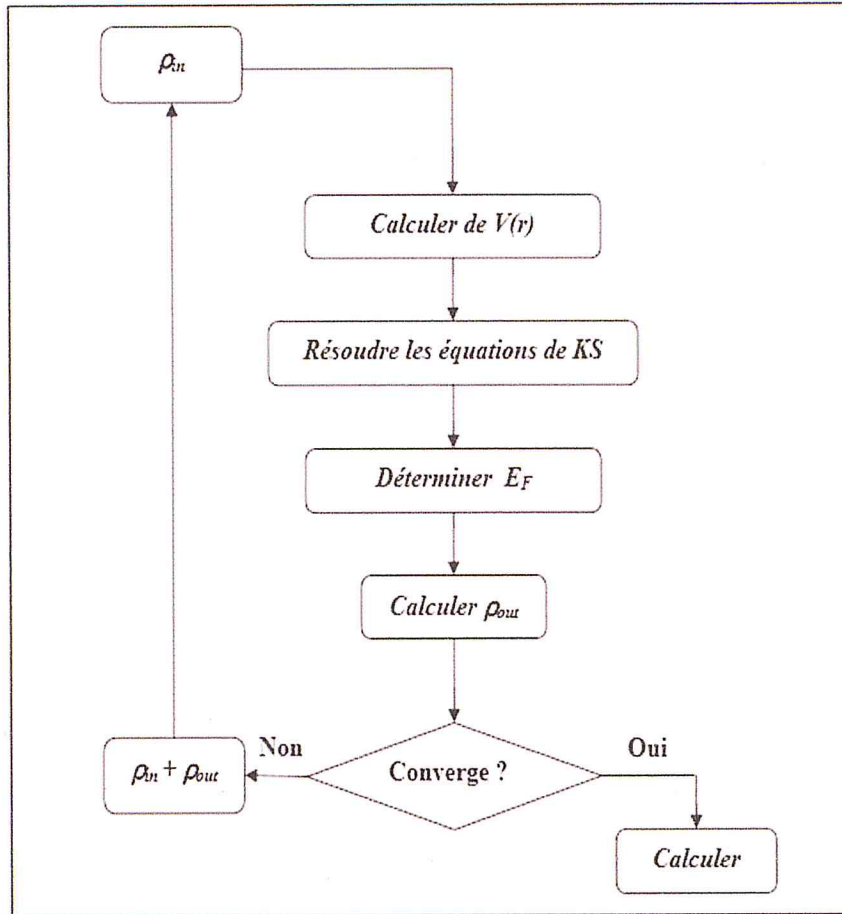 ρin
Calculer de V(r)
Résoudre les équations de KS
Déterminer EF
Calculer ρout
Converge ?
Non
Oui
ρin + ρout
Calculer